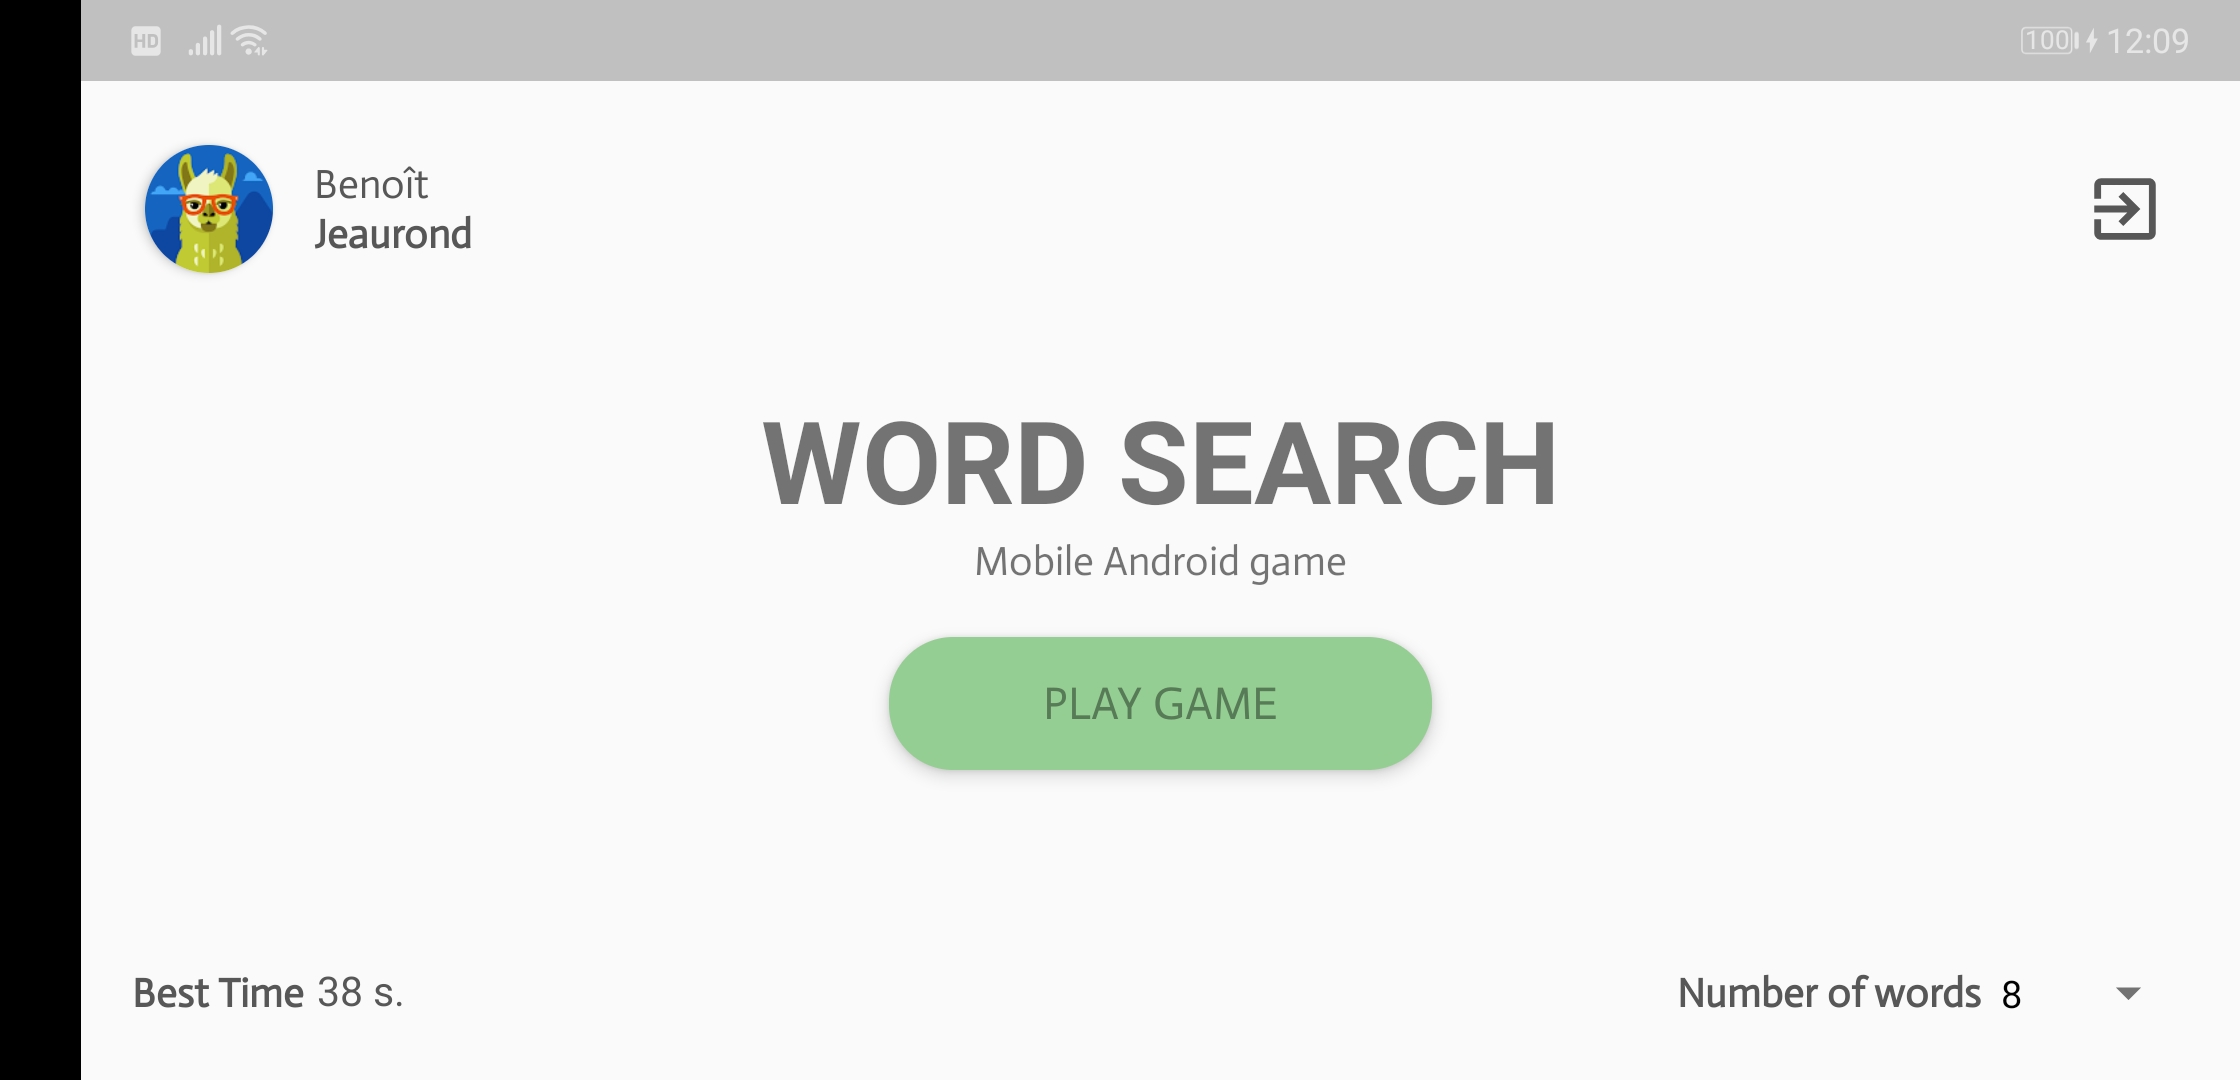 HD
100 12:09
Benoît
Jeaurond
WORD SEARCH
Mobile Android game
PLAY GAME
Best Time 38 s.
Number of words 8